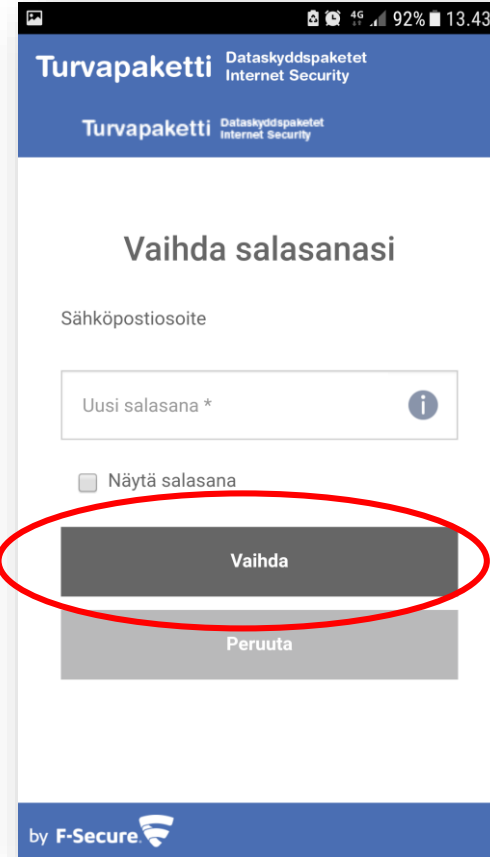 4G 92% 13.43
Turvapaketti Dataskyddspaketet
Internet Security
Turvapaketti Dataskyddspaketet
Internet Security
Vaihda salasanasi
Sähköpostiosoite
Uusi salasana * i
Näytä salasana
Vaihda
Peruuta
by F-Secure.